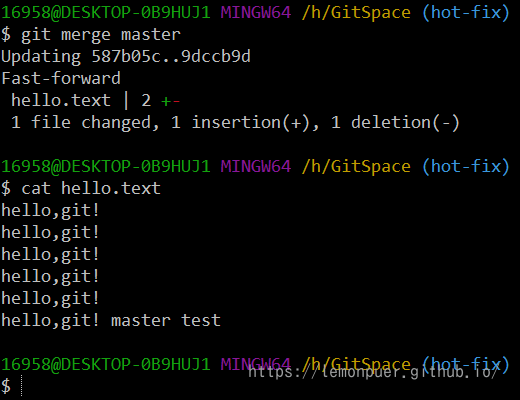 16958@DESKTOP-0B9HUJ1 MINGW64 /h/GitSpace (hot-fix)
$ git merge master
Updating 587b05c..9dccb9d
Fast-forward
 hello.text | 2 +-
 1 file changed, 1 insertion(+), 1 deletion(-)
16958@DESKTOP-0B9HUJ1 MINGW64 /h/GitSpace (hot-fix)
$ cat hello.text
hello,git!
hello,git!
hello,git!
hello,git!
hello,git!
hello,git! master test
16958@DESKTOP-0B9HUJ1 MINGW64 /h/GitSpace (hot-fix)
https://lemonpuer.github.io/
$